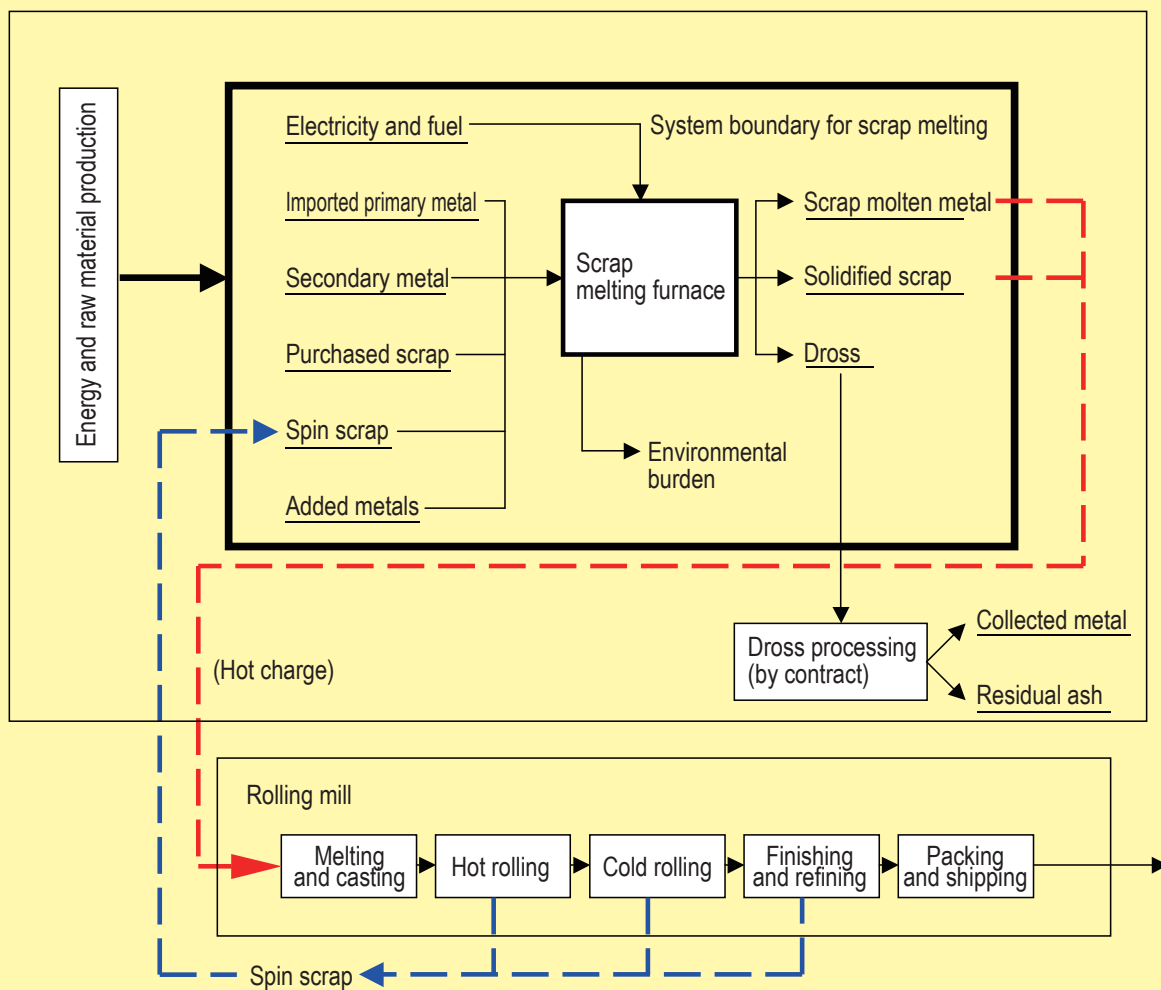 Energy and raw material production
Electricity and fuel
System boundary for scrap melting
Imported primary metal
Secondary metal
Purchased scrap
Spin scrap
Added metals
Scrap
melting furnace
Scrap molten metal
Solidified scrap
Dross
Environmental
burden
Dross processing
(by contract)
Collected metal
Residual ash
(Hot charge)
Rolling mill
Melting
and casting
Hot rolling
Cold rolling
Finishing
and refining
Packing
and shipping
Spin scrap